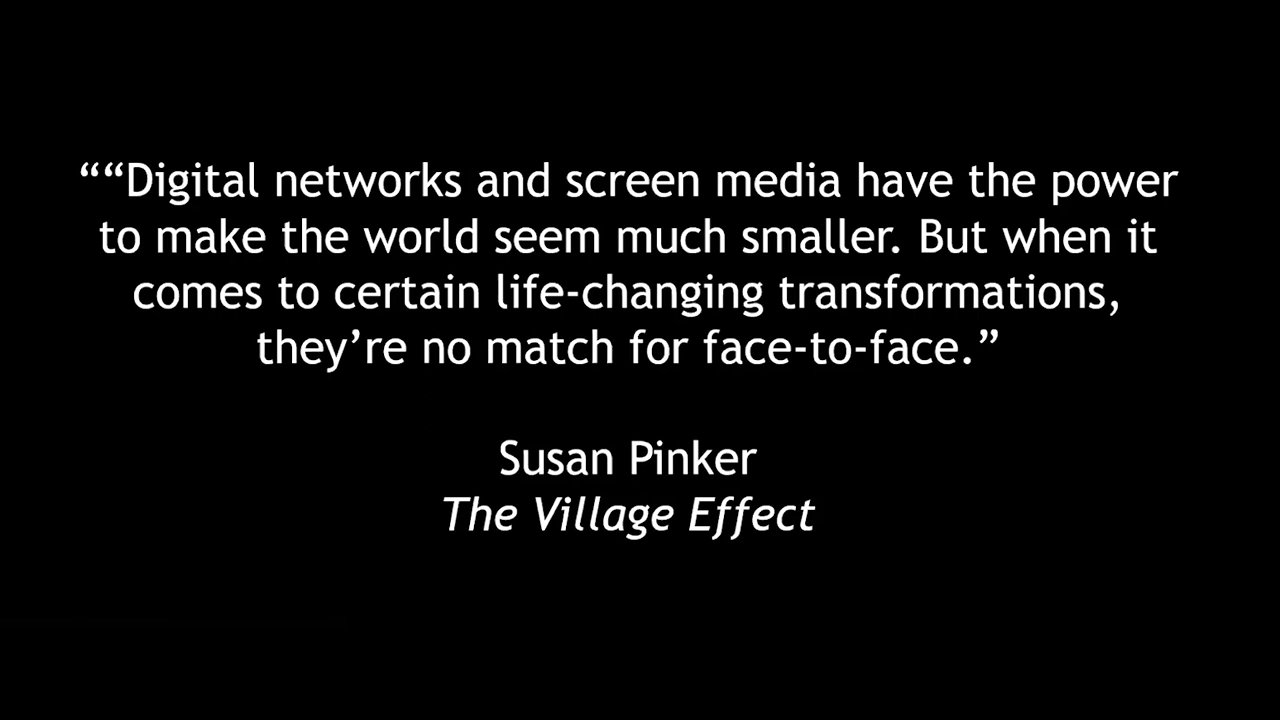 ““Digital networks and screen media have the power
to make the world seem much smaller. But when it
comes to certain life-changing transformations,
they’re no match for face-to-face.”
Susan Pinker
The Village Effect